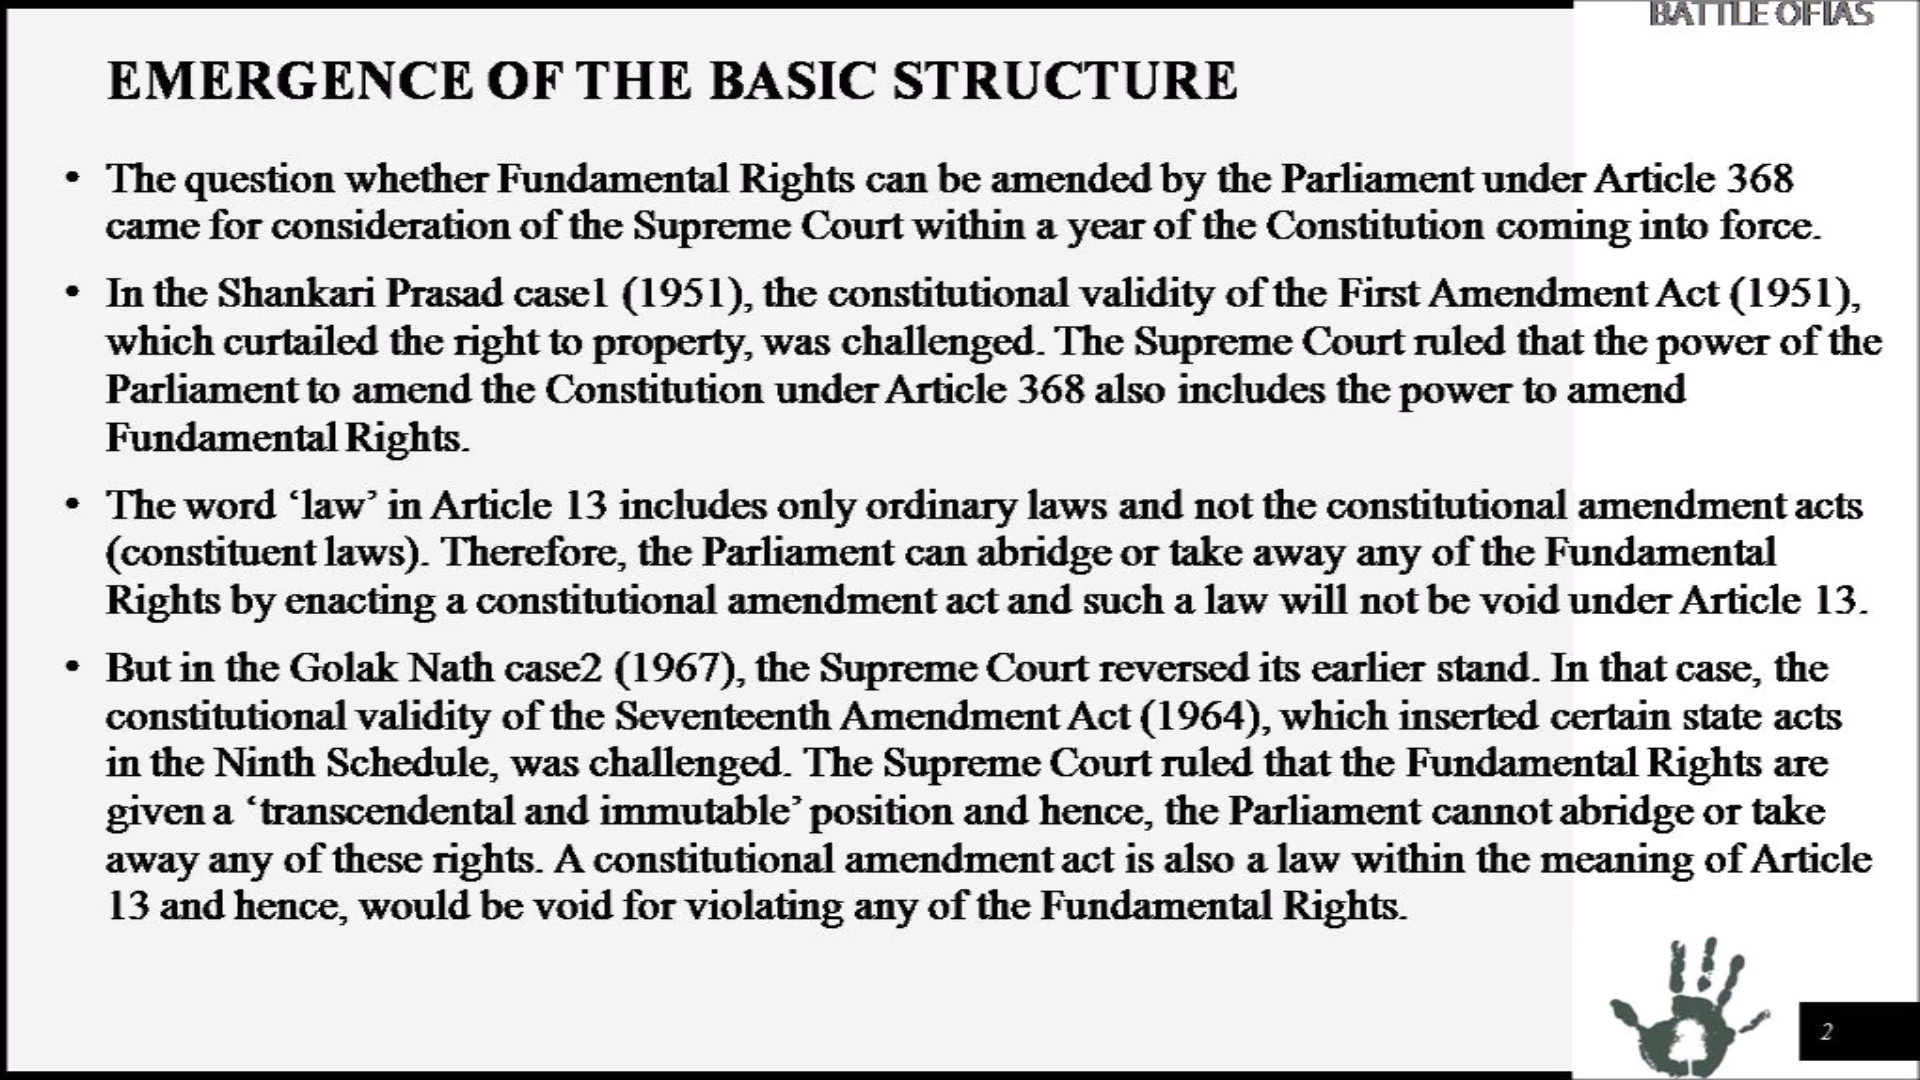 BATTLE OF IAS
EMERGENCE OF THE BASIC STRUCTURE
• The question whether Fundamental Rights can be amended by the Parliament under Article 368
came for consideration of the Supreme Court within a year of the Constitution coming into force.
• In the Shankari Prasad case1 (1951), the constitutional validity of the First Amendment Act (1951),
which curtailed the right to property, was challenged. The Supreme Court ruled that the power of the
Parliament to amend the Constitution under Article 368 also includes the power to amend
Fundamental Rights.
• The word ‘law’ in Article 13 includes only ordinary laws and not the constitutional amendment acts
(constituent laws). Therefore, the Parliament can abridge or take away any of the Fundamental
Rights by enacting a constitutional amendment act and such a law will not be void under Article 13.
• But in the Golak Nath case2 (1967), the Supreme Court reversed its earlier stand. In that case, the
constitutional validity of the Seventeenth Amendment Act (1964), which inserted certain state acts
in the Ninth Schedule, was challenged. The Supreme Court ruled that the Fundamental Rights are
given a ‘transcendental and immutable’ position and hence, the Parliament cannot abridge or take
away any of these rights. A constitutional amendment act is also a law within the meaning of Article
13 and hence, would be void for violating any of the Fundamental Rights.
2